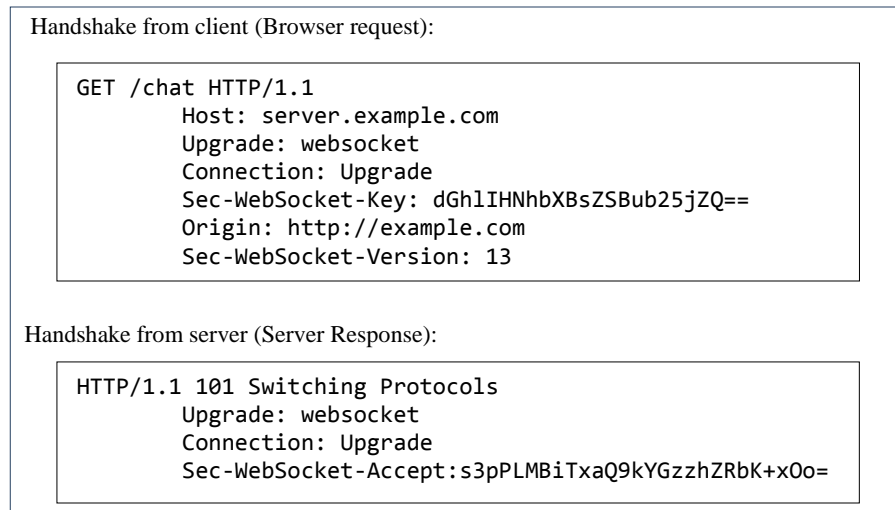 Handshake from client (Browser request):
GET /chat HTTP/1.1
Host: server.example.com
Upgrade: websocket
Connection: Upgrade
Sec-WebSocket-Key: dGhlIHNhbXBsZSBub25jZQ==
Origin: http://example.com
Sec-WebSocket-Version: 13
Handshake from server (Server Response):
HTTP/1.1 101 Switching Protocols
Upgrade: websocket
Connection: Upgrade
Sec-WebSocket-Accept:s3pPLMBiTxaQ9kYGzzhZRbK+xOo=